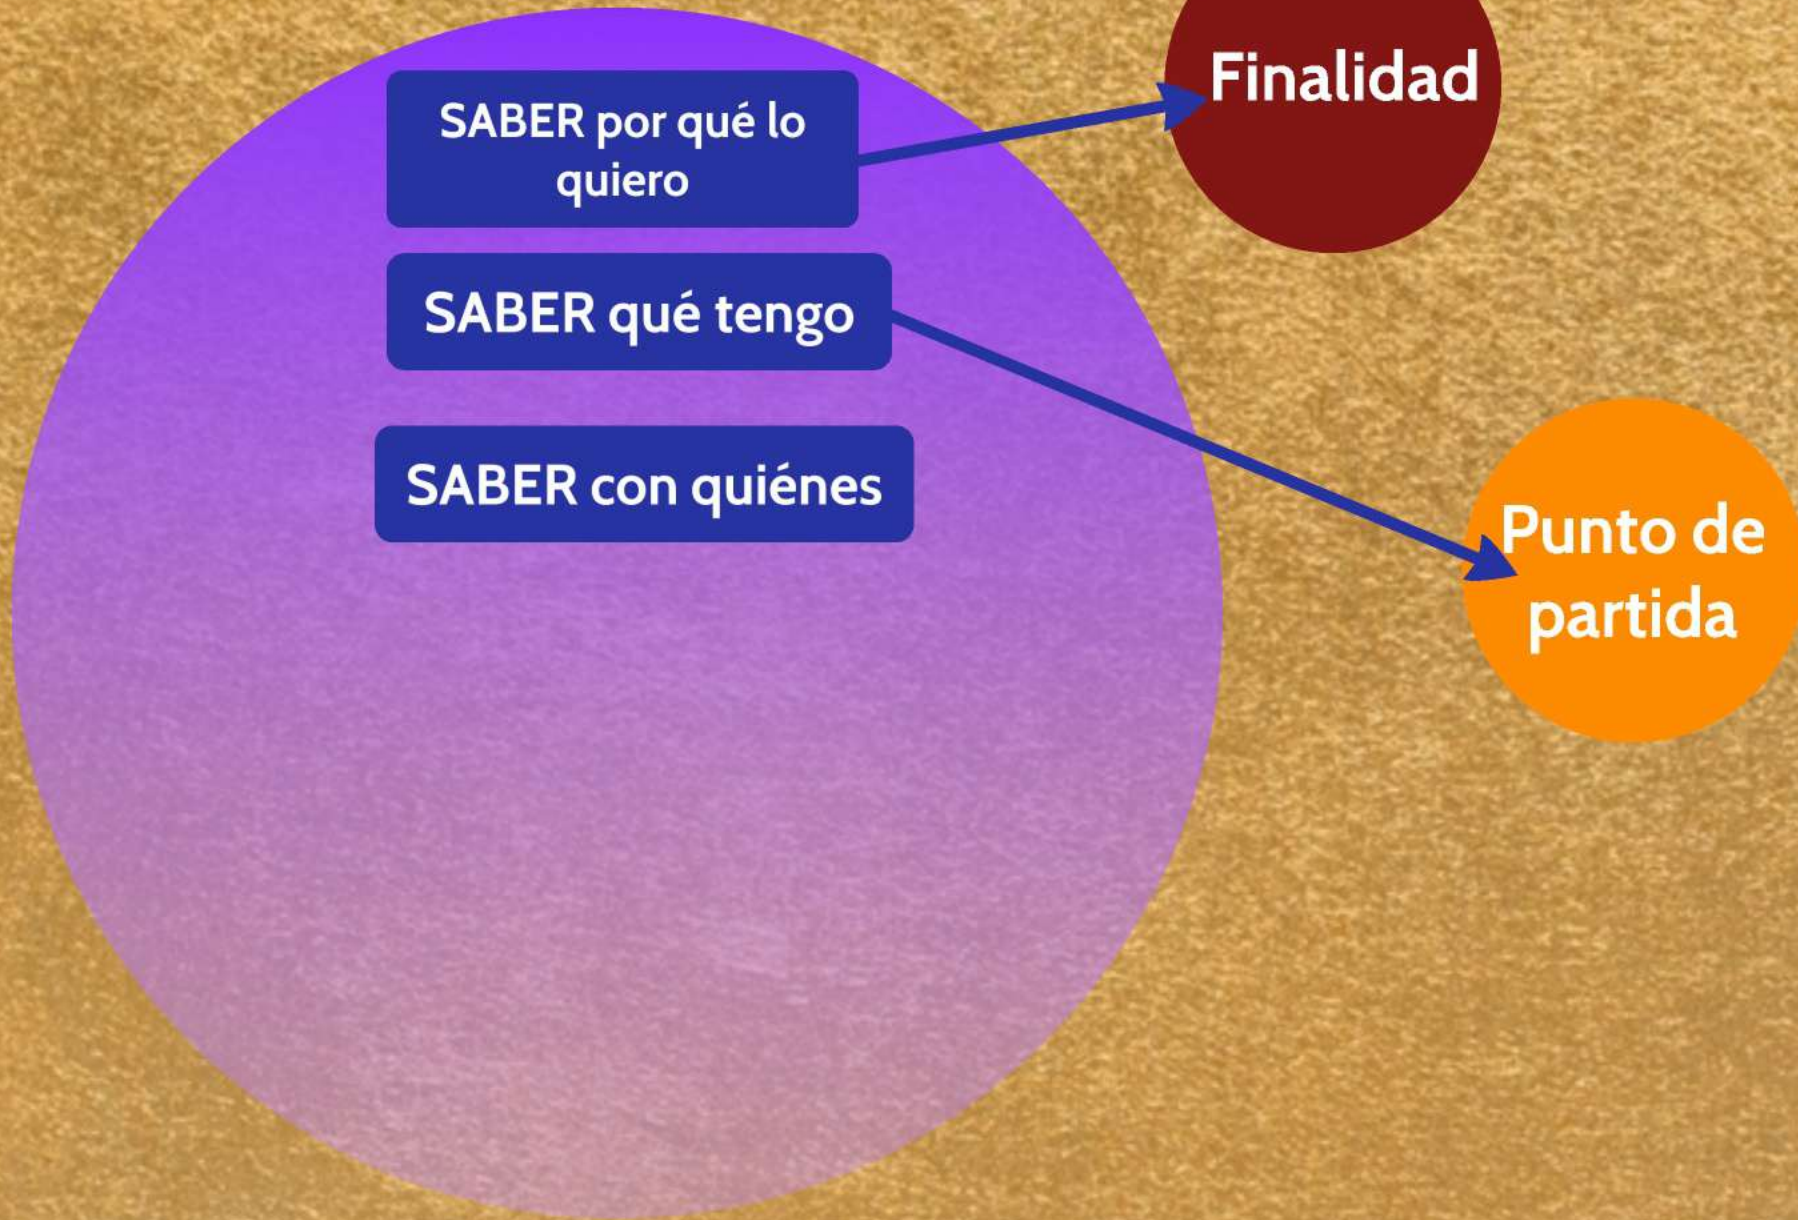 SABER por qué lo
quiero
Finalidad
SABER qué tengo
SABER con quiénes
Punto de
partida